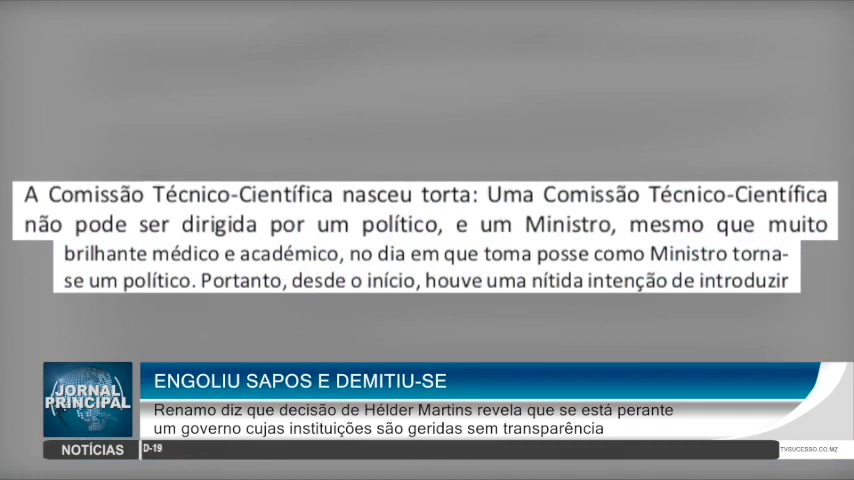 A Comissão Técnico-Científica nasceu torta: Uma Comissão Técnico-Científica
não pode ser dirigida por um político, e um Ministro, mesmo que muito
brilhante médico e académico, no dia em que toma posse como Ministro torna-
se um político. Portanto, desde o início, houve uma nítida intenção de introduzir
JORNAL
PRINCIPAL
ENGOLIU SAPOS E DEMITIU-SE
Renamo diz que decisão de Hélder Martins revela que se está perante
um governo cujas instituições são geridas sem transparência
NOTÍCIAS
D-19
TVSUCESSO.CO.MZ